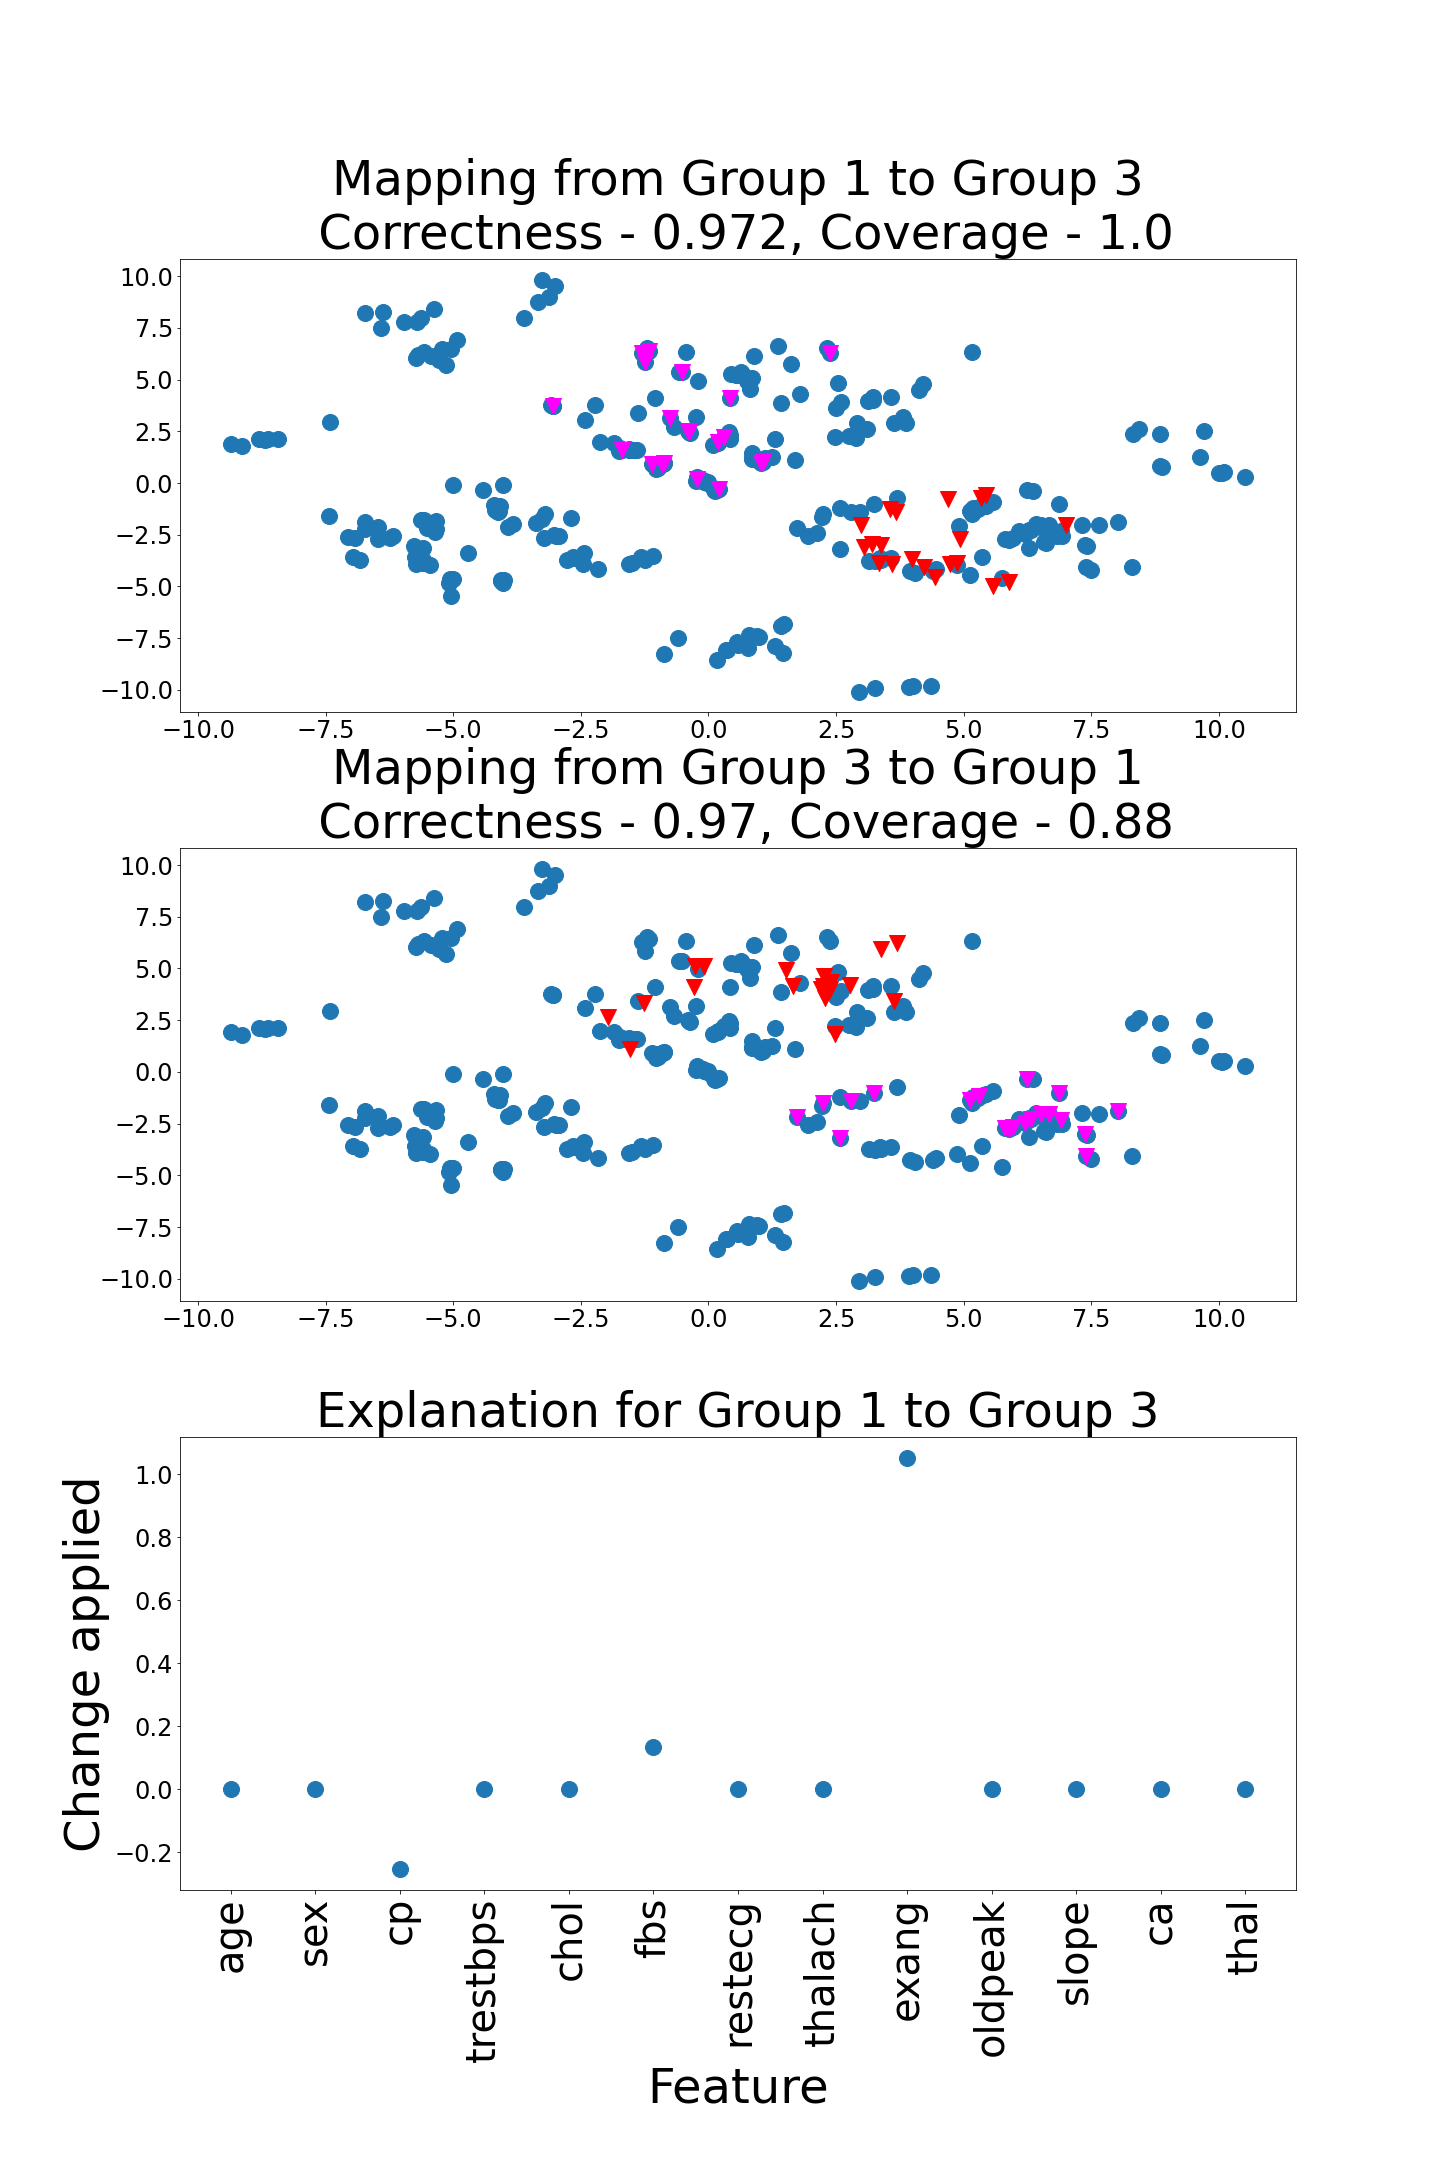 Mapping from Group 1 to Group 3
Correctness - 0.972, Coverage - 1.0
10.0
7.5
5.0
2.5
0.0
−2.5
−5.0
−7.5
−10.0
−10.0 −7.5 −5.0 −2.5 0.0 2.5 5.0 7.5 10.0
Mapping from Group 3 to Group 1
Correctness - 0.97, Coverage - 0.88
10.0
7.5
5.0
2.5
0.0
−2.5
−5.0
−7.5
−10.0
−10.0 −7.5 −5.0 −2.5 0.0 2.5 5.0 7.5 10.0
Explanation for Group 1 to Group 3
Change applied
1.0
0.8
0.6
0.4
0.2
0.0
−0.2
age sex cp trestbps chol fbs restecg thalach exang oldpeak slope ca thal
Feature